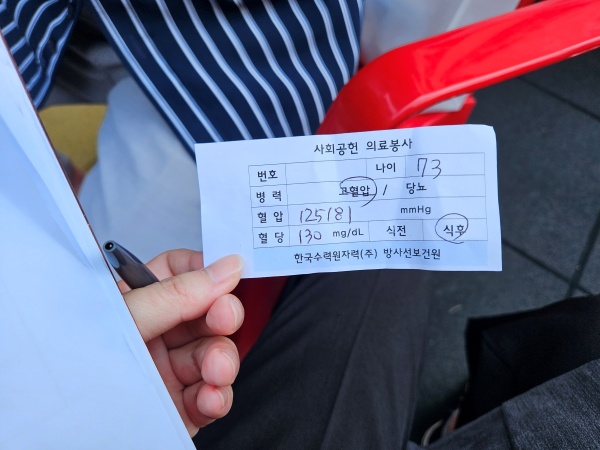 사회공헌 의료봉사
번호 나이 73
병력 고혈압 / 당뇨
혈압 125/81 mmHg
혈당 130 mg/dL 식전 식후
한국수력원자력(주) 방사선보건원